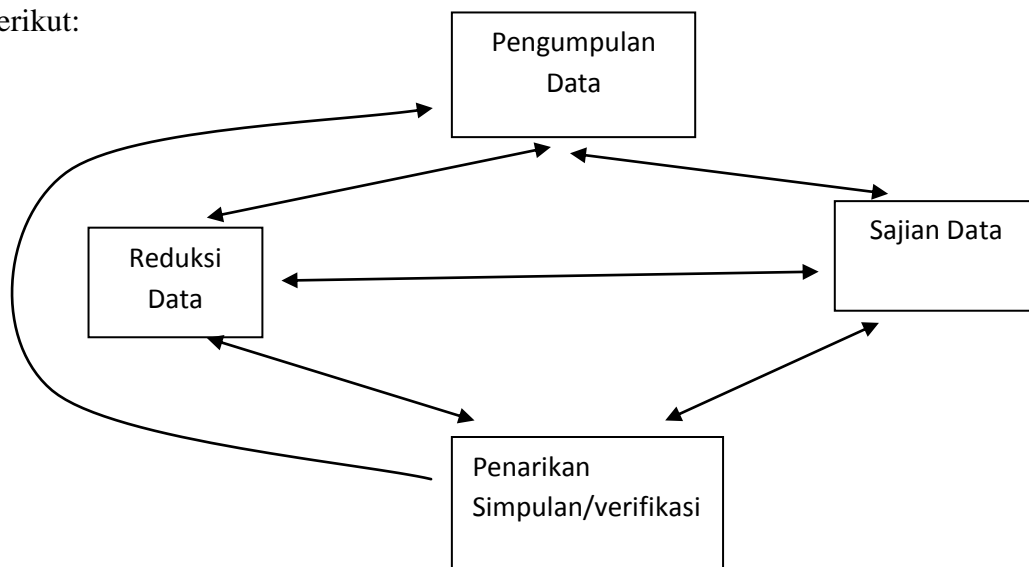 erikut:
Pengumpulan
Data
Sajian Data
Reduksi
Data
Penarikan
Simpulan/verifikasi